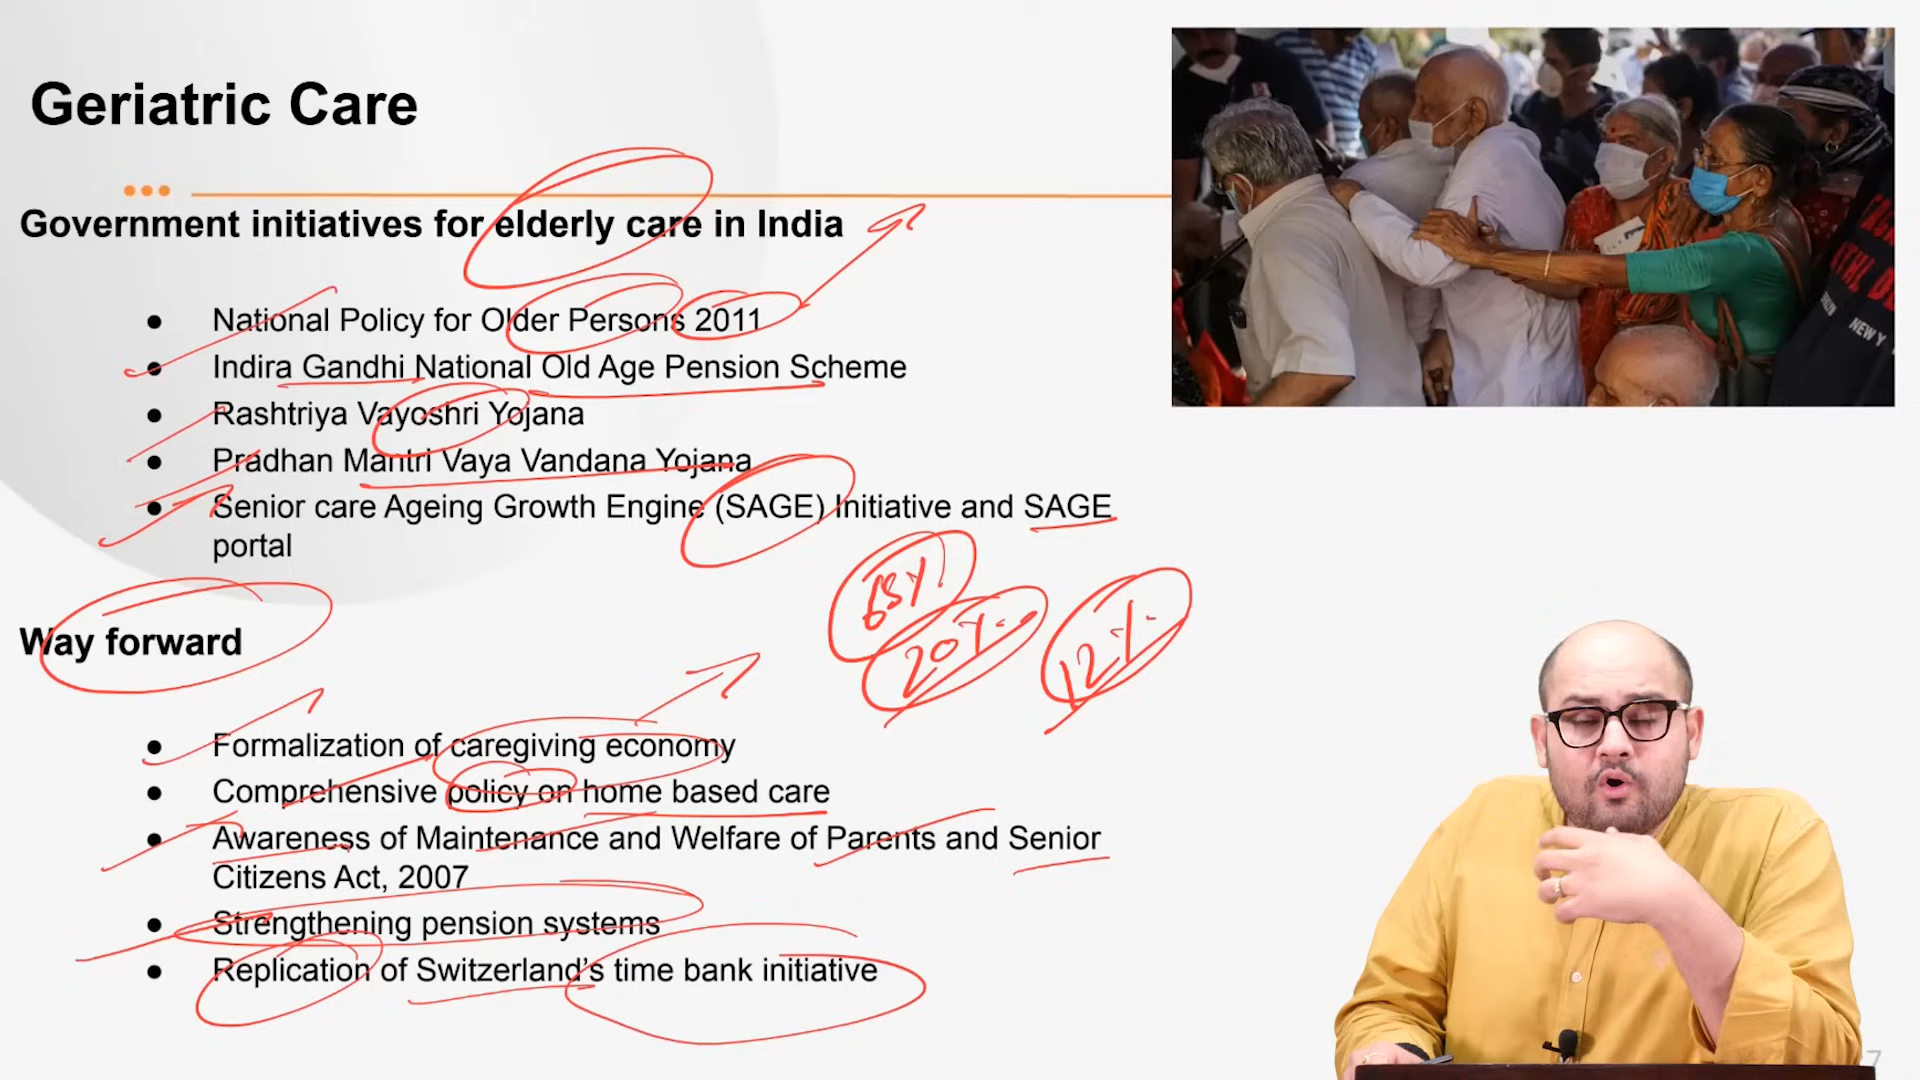 Geriatric Care
Government initiatives for elderly care in India
● National Policy for Older Persons 2011
● Indira Gandhi National Old Age Pension Scheme
● Rashtriya Vayoshri Yojana
● Pradhan Mantri Vaya Vandana Yojana
● Senior care Ageing Growth Engine (SAGE) Initiative and SAGE
portal
65%
20%
12%
Way forward
● Formalization of caregiving economy
● Comprehensive policy on home based care
● Awareness of Maintenance and Welfare of Parents and Senior
Citizens Act, 2007
● Strengthening pension systems
● Replication of Switzerland's time bank initiative
NEW Y
7